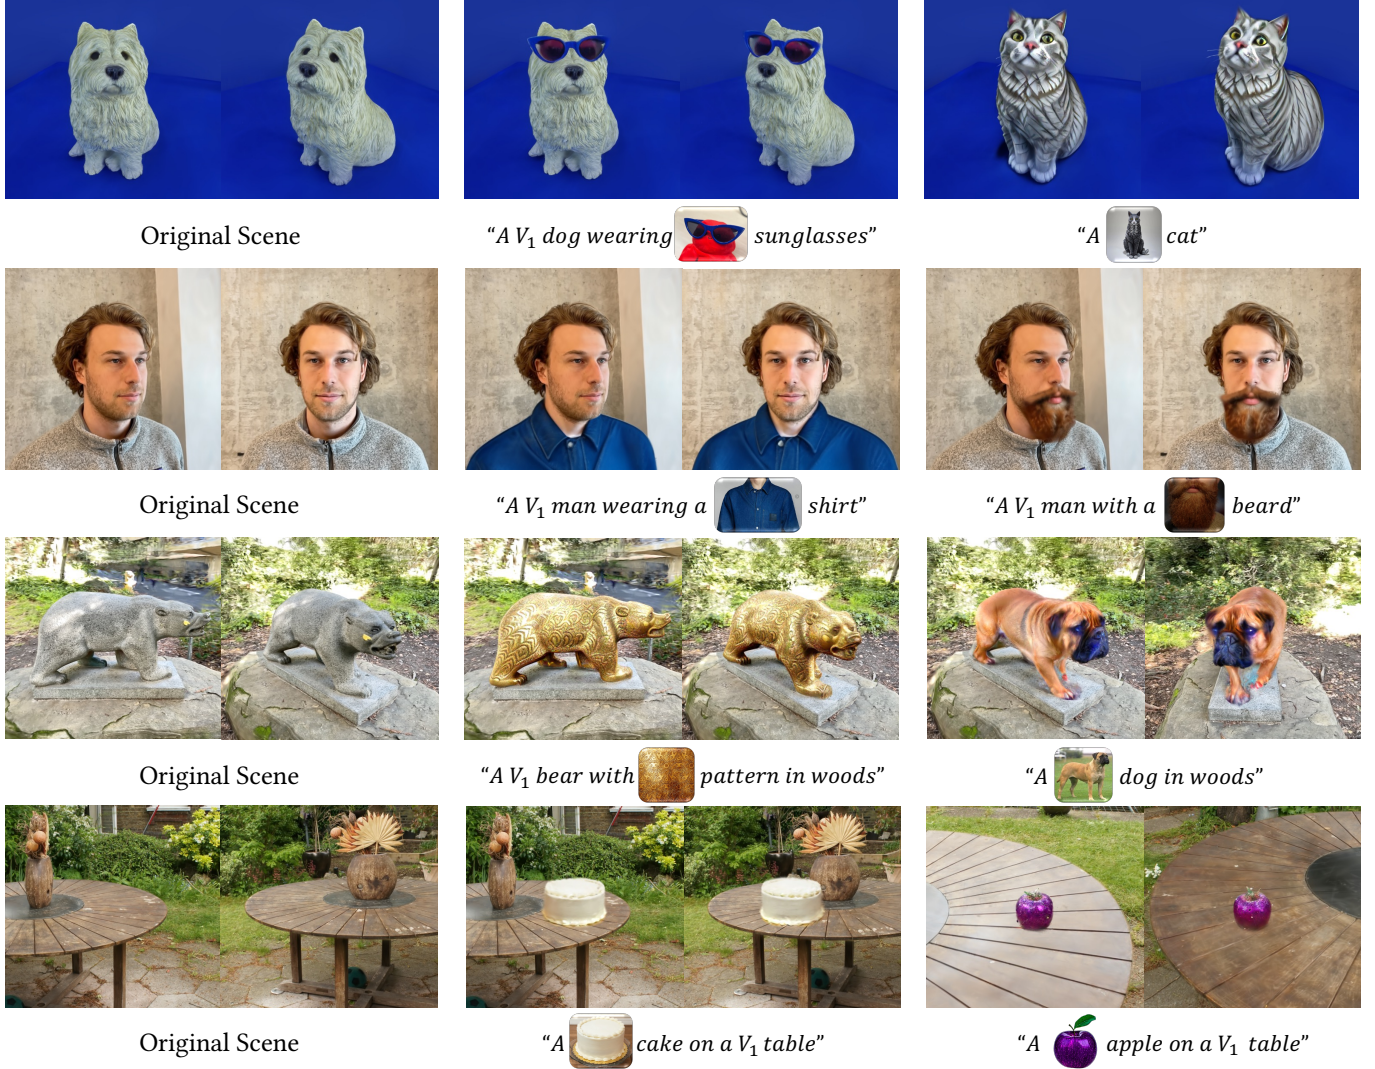 Original Scene
“A V₁ dog wearing sunglasses”
“A cat”
Original Scene
“A V₁ man wearing a shirt”
“A V₁ man with a beard”
Original Scene
“A V₁ bear with pattern in woods”
“A dog in woods”
Original Scene
“A cake on a V₁ table”
“A apple on a V₁ table”